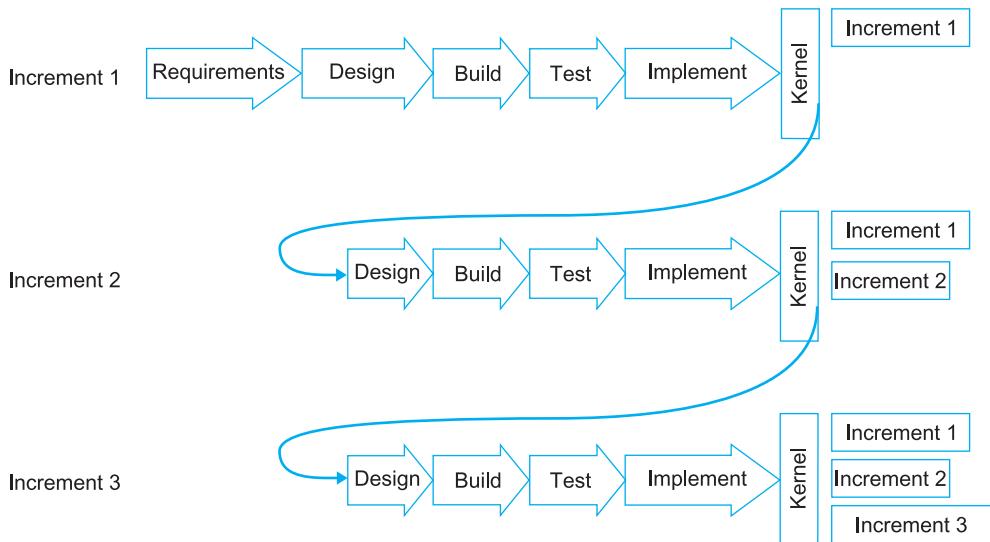 Increment 1
Requirements
Design
Build
Test
Implement
Kernel
Increment 1
Increment 2
Design
Build
Test
Implement
Kernel
Increment 1
Increment 2
Increment 3
Design
Build
Test
Implement
Kernel
Increment 1
Increment 2
Increment 3